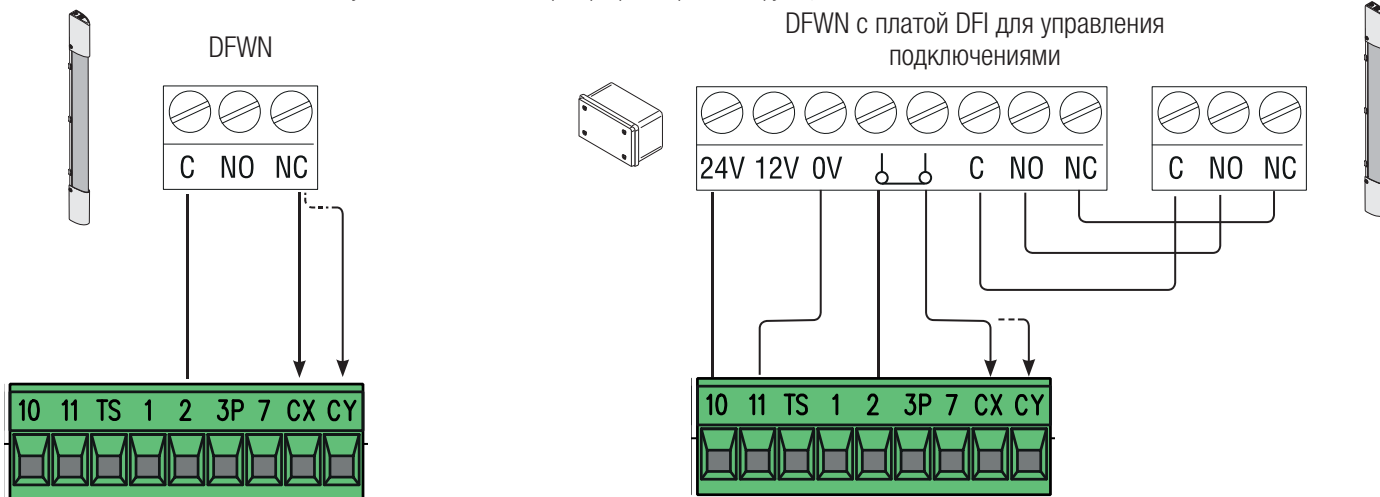 DFWN
C NO NC
10 11 TS 1 2 3P 7 CX CY
DFWN с платой DFI для управления
подключениями
24V 12V 0V C NO NC
C NO NC
10 11 TS 1 2 3P 7 CX CY